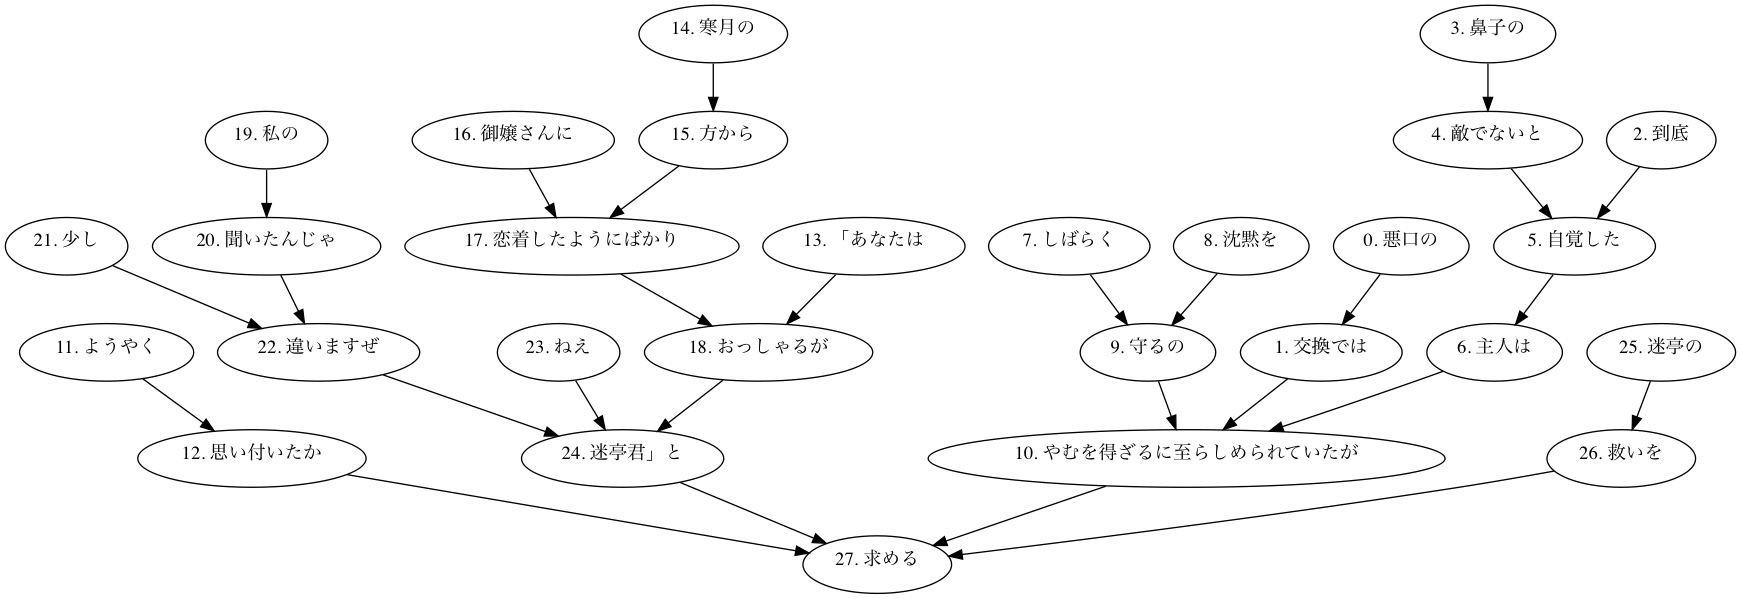 14. 寒月の
3. 鼻子の
19. 私の
16. 御嬢さんに
15. 方から
4. 敵でないと
2. 到底
21. 少し
20. 聞いたんじゃ
17. 恋着したようにばかり
13. 「あなたは
7. しばらく
8. 沈黙を
0. 悪口の
5. 自覚した
11. ようやく
22. 違いますぜ
23. ねえ
18. おっしゃるが
9. 守るの
1. 交換では
6. 主人は
25. 迷亭の
12. 思い付いたか
24. 迷亭君」と
10. やむを得ざるに至らしめられていたが
26. 救いを
27. 求める